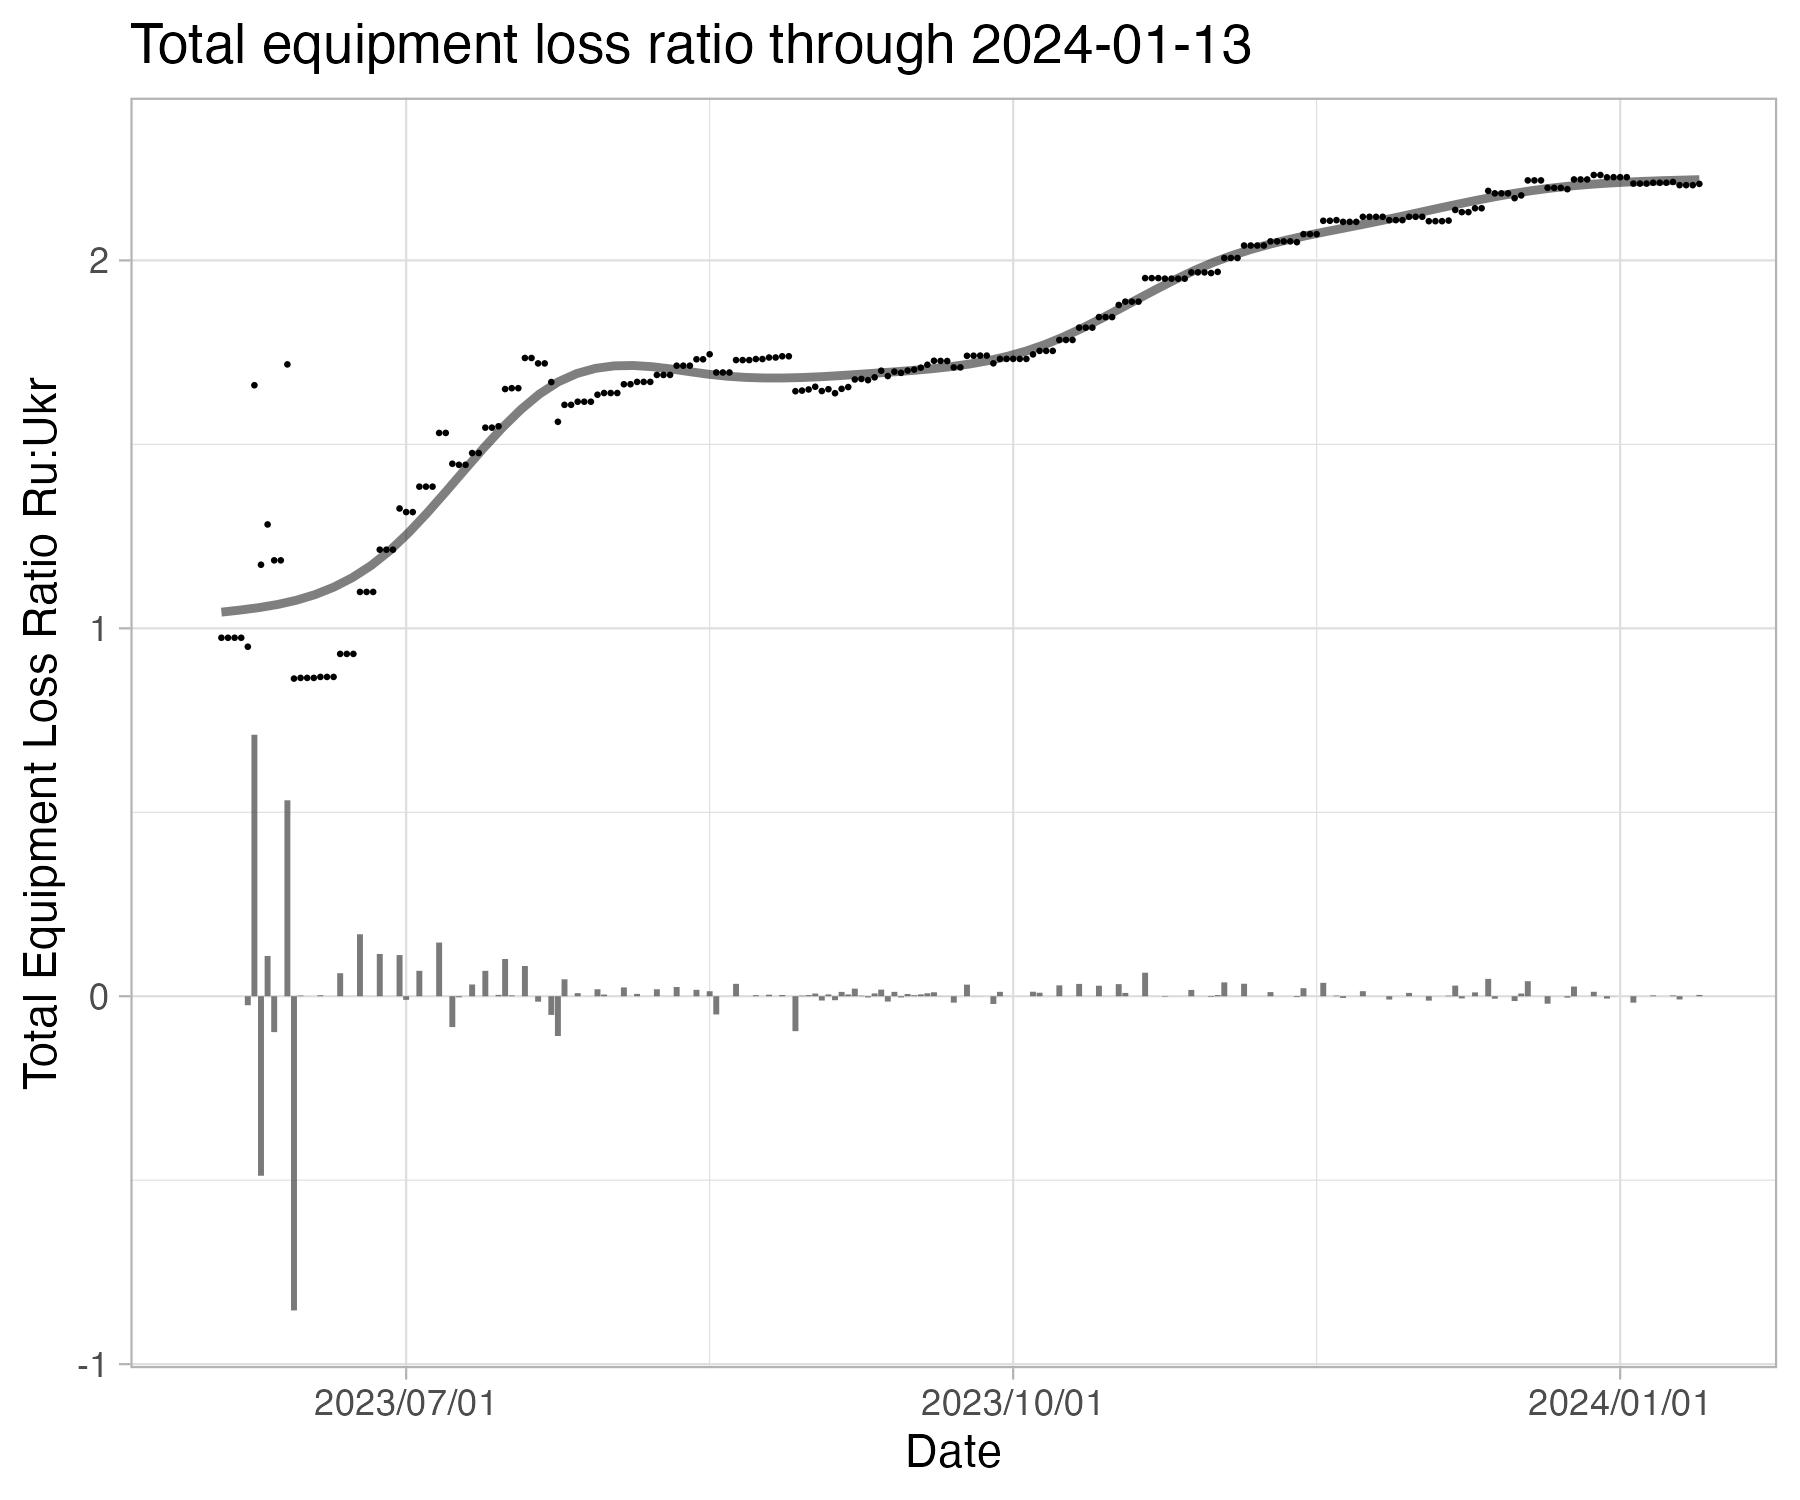 Total equipment loss ratio through 2024-01-13
Total Equipment Loss Ratio Ru:Ukr
2
1
0
-1
2023/07/01
2023/10/01
2024/01/01
Date